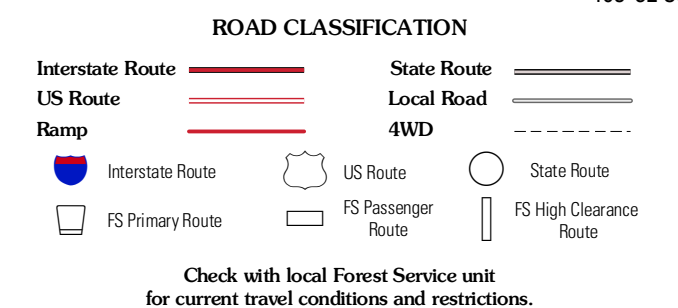 ROAD CLASSIFICATION
Interstate Route
State Route
US Route
Local Road
Ramp
4WD
Interstate Route
US Route
State Route
FS Primary Route
FS Passenger
Route
FS High Clearance
Route
Check with local Forest Service unit
for current travel conditions and restrictions.